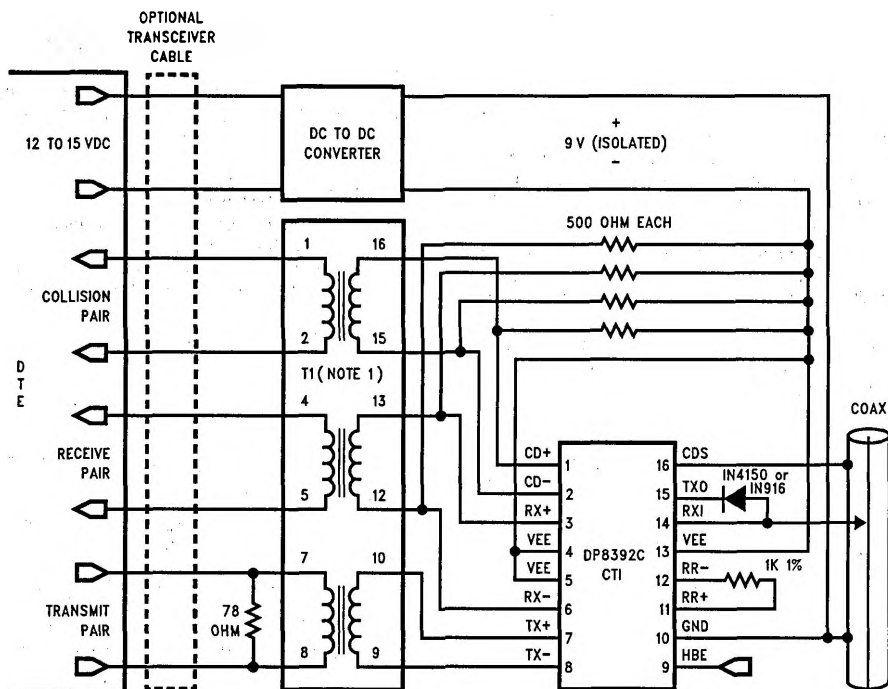 OPTIONAL
TRANSCEIVER
CABLE
12 TO 15 VDC
DC TO DC
CONVERTER
+
9 V (ISOLATED)
−
500 OHM EACH
1
16
COLLISION
PAIR
2
15
T1 (NOTE 1)
D
T
E
4
13
RECEIVE
PAIR
5
12
7
10
TRANSMIT
PAIR
78
OHM
8
9
COAX
CD+
1
CD-
2
RX+
3
VEE
4
VEE
5
RX-
6
TX+
7
TX-
8
DP8392C
CTI
16
CDS
IN4150 or
IN916
15
TXO
14
RXI
13
VEE
12
RR-
1K 1%
11
RR+
10
GND
9
HBE